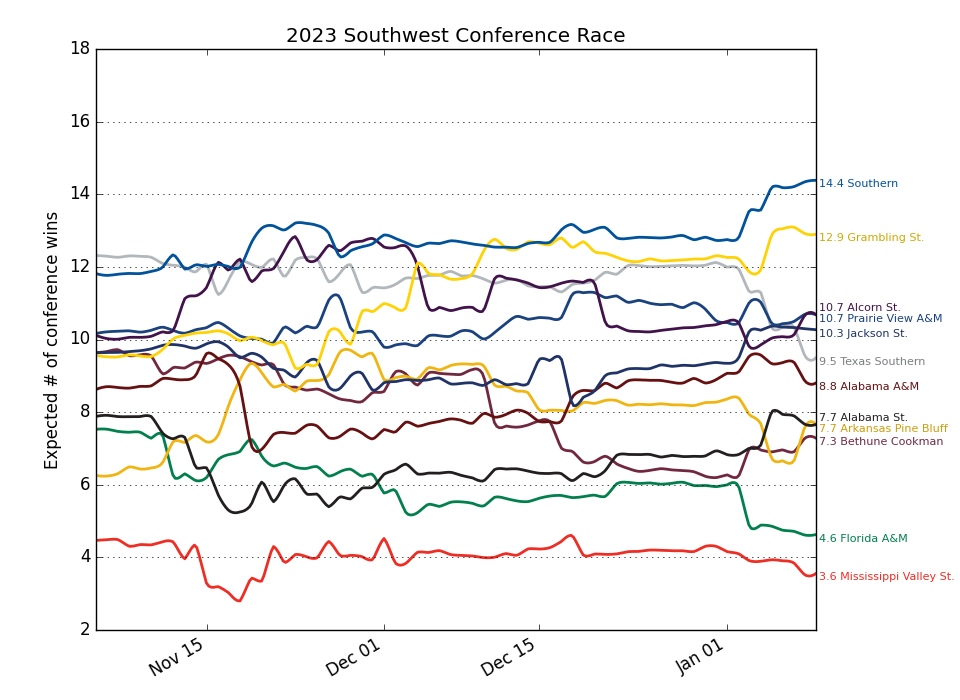 2023 Southwest Conference Race
Expected # of conference wins
18
16
14
12
10
8
6
4
2
Nov 15
Dec 01
Dec 15
Jan 01
14.4 Southern
12.9 Grambling St.
10.7 Alcorn St.
10.7 Prairie View A&M
10.3 Jackson St.
9.5 Texas Southern
8.8 Alabama A&M
7.7 Alabama St.
7.7 Arkansas Pine Bluff
7.3 Bethune Cookman
4.6 Florida A&M
3.6 Mississippi Valley St.